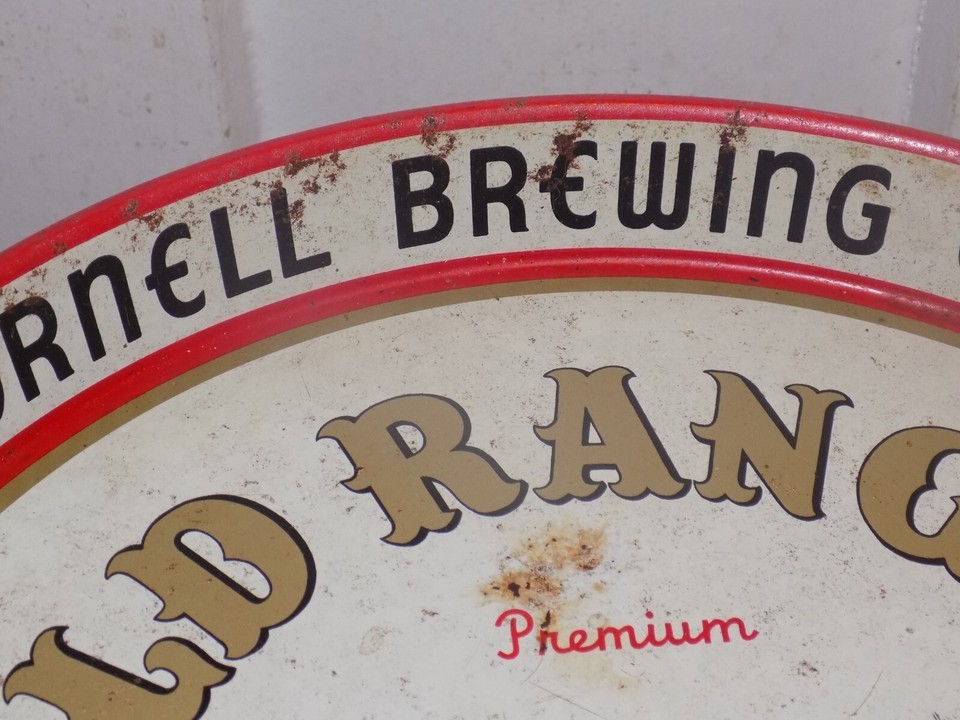 ORNELL BREWING
LD RANG
Premium